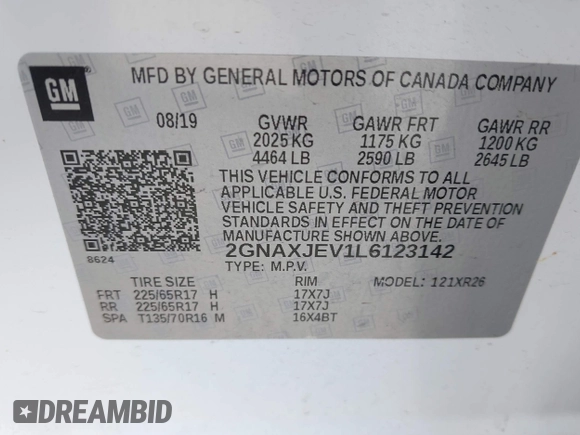 GM
MFD BY GENERAL MOTORS OF CANADA COMPANY
08/19 GVWR GAWR FRT GAWR RR
2025 KG 1175 KG 1200 KG
4464 LB 2590 LB 2645 LB
THIS VEHICLE CONFORMS TO ALL
APPLICABLE U.S. FEDERAL MOTOR
VEHICLE SAFETY AND THEFT PREVENTION
STANDARDS IN EFFECT ON THE DATE OF
MANUFACTURE SHOWN ABOVE.
8624 2GNAXJEV1L6123142
TYPE: M.P.V.
TIRE SIZE RIM MODEL: 121XR26
FRT 225/65R17 H 17X7J
RR 225/65R17 H 17X7J
SPA T135/70R16 M 16X4BT
DREAMBID